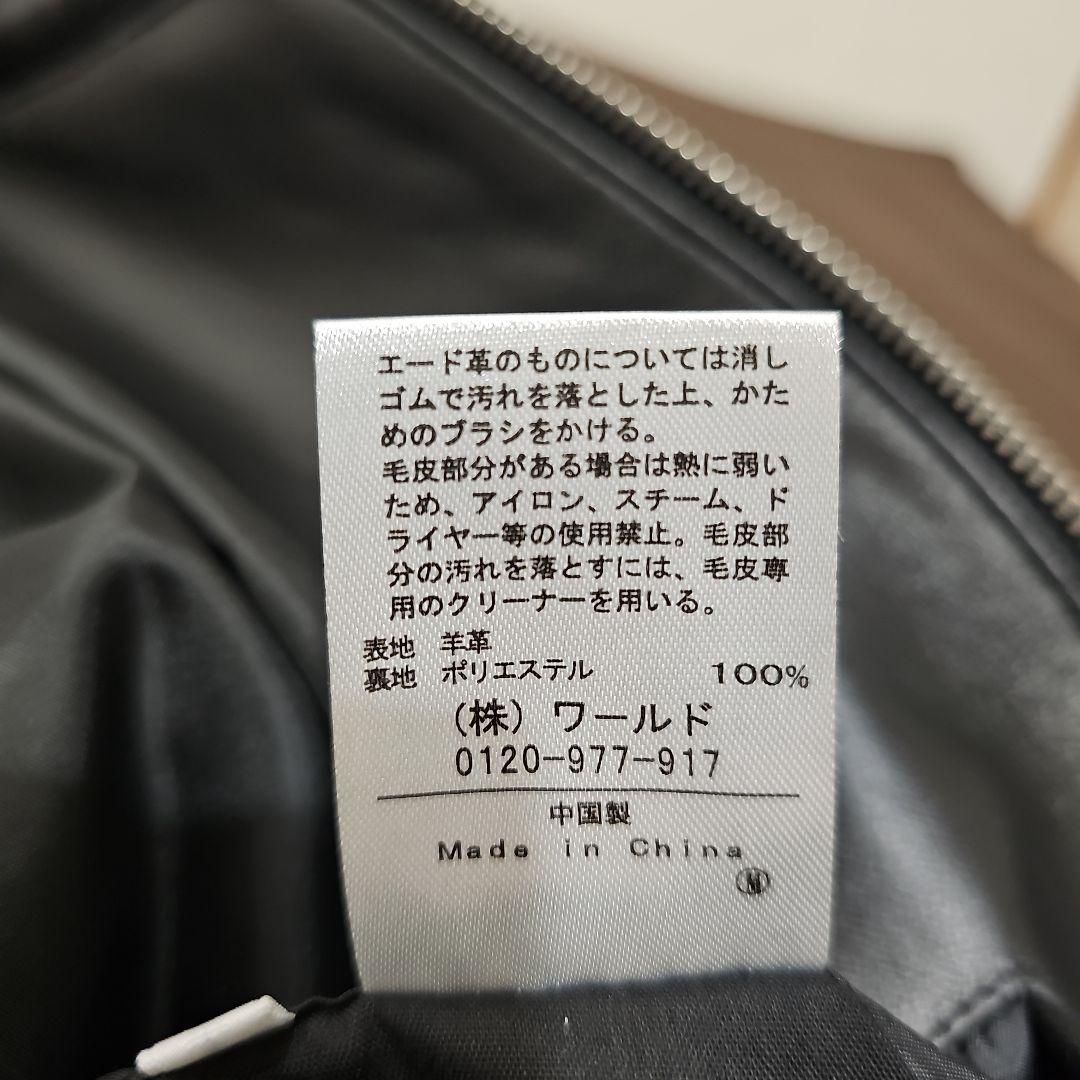 エード革のものについては消し
ゴムで汚れを落とした上、かた
めのブラシをかける。
毛皮部分がある場合は熱に弱い
ため、アイロン、スチーム、ド
ライヤー等の使用禁止。毛皮部
分の汚れを落とすには、毛皮専
用のクリーナーを用いる。
表地 羊革
裏地 ポリエステル 100%
(株) ワールド
0120-977-917
中国製
Made in China
M